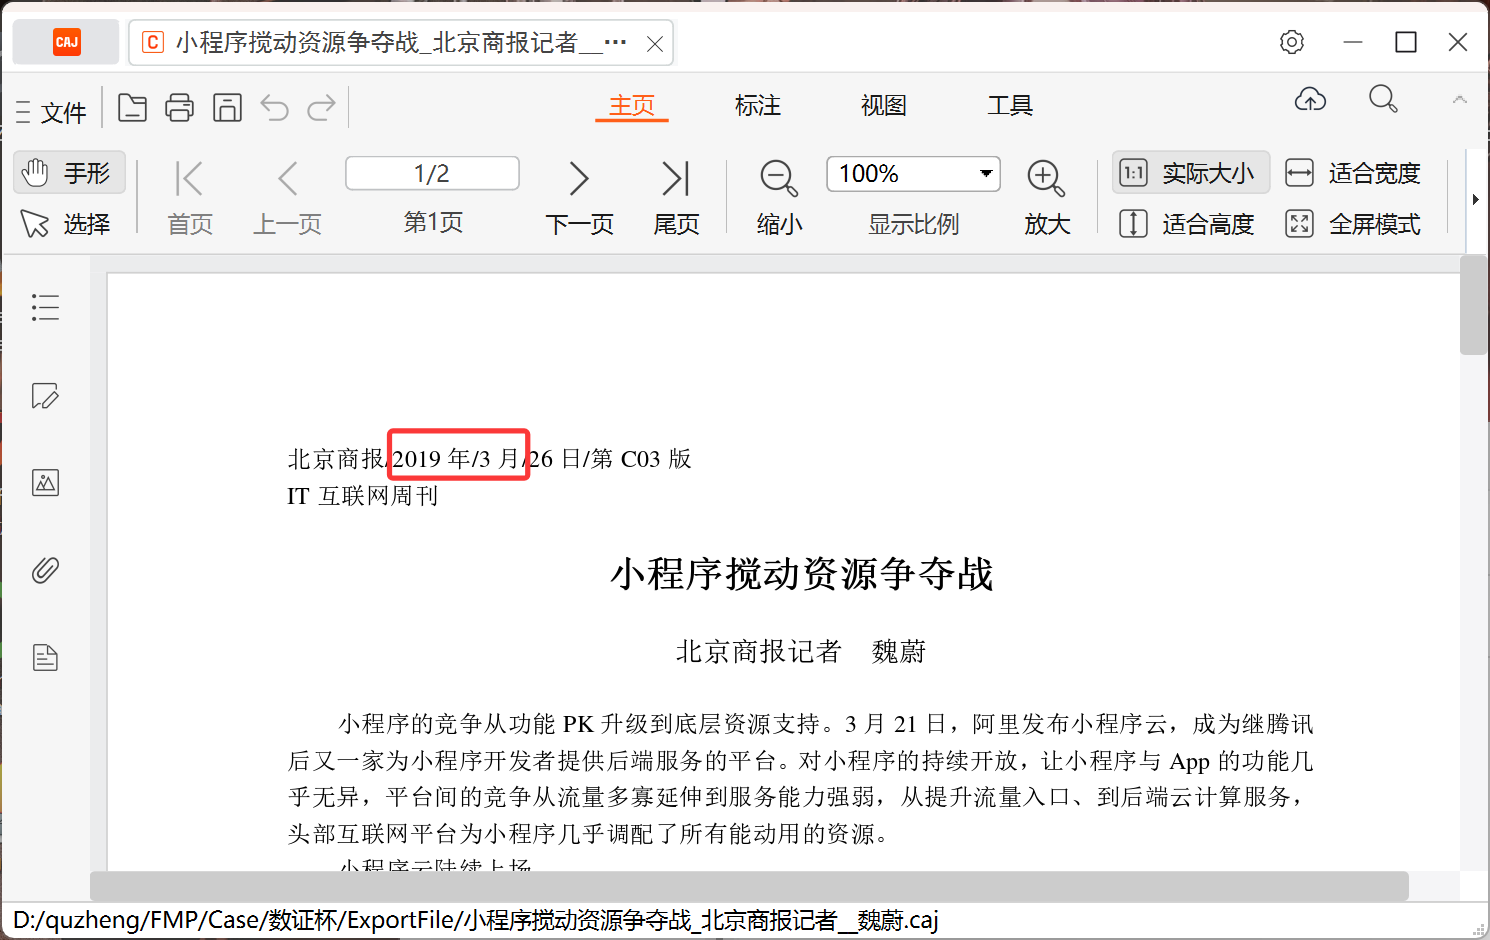 CAJ
C 小程序搅动资源争夺战_北京商报记者__···
文件
主页 标注 视图 工具
手形 1/2 100% 1:1 实际大小 适合宽度
选择 首页 上一页 第1页 下一页 尾页 缩小 显示比例 放大 适合高度 全屏模式
北京商报/2019 年/3 月/26 日/第 C03 版
IT 互联网周刊
小程序搅动资源争夺战
北京商报记者 魏蔚
小程序的竞争从功能 PK 升级到底层资源支持。3 月 21 日，阿里发布小程序云，成为继腾讯
后又一家为小程序开发者提供后端服务的平台。对小程序的持续开放，让小程序与 App 的功能几
乎无异，平台间的竞争从流量多寡延伸到服务能力强弱，从提升流量入口、到后端云计算服务，
头部互联网平台为小程序几乎调配了所有能动用的资源。
小程序云陆续上场
D:/quzheng/FMP/Case/数证杯/ExportFile/小程序搅动资源争夺战_北京商报记者__魏蔚.caj